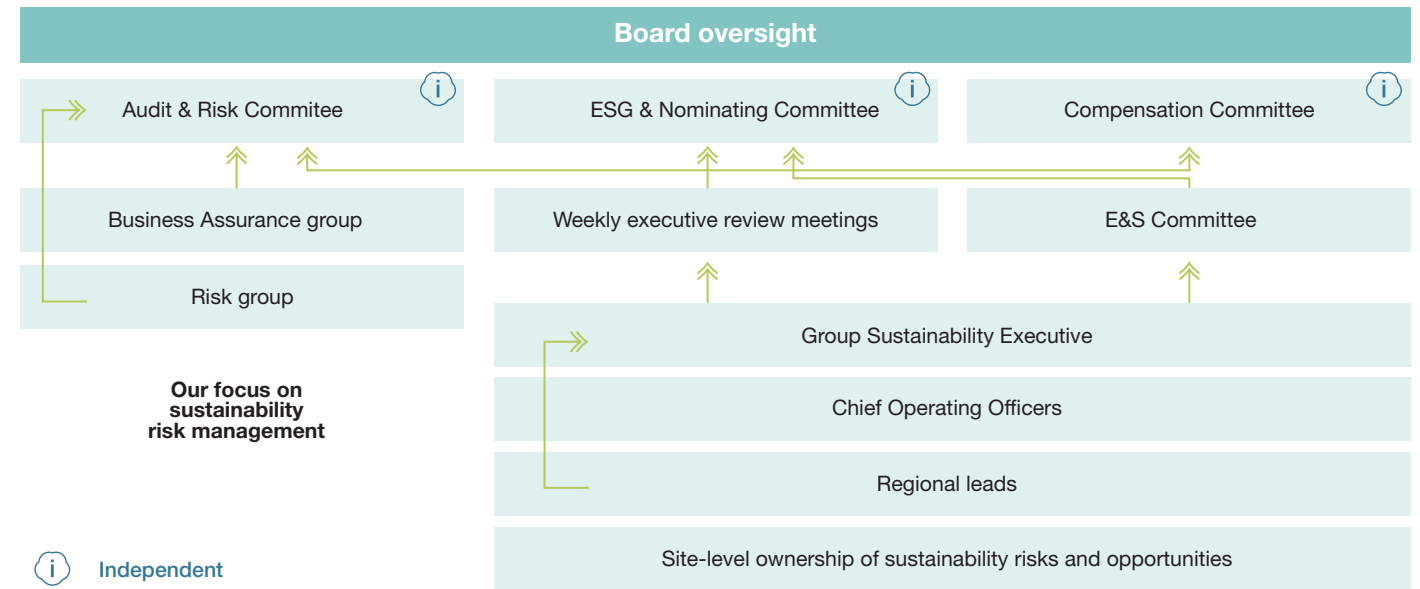 Board oversight
Audit & Risk Commitee
i
ESG & Nominating Committee
i
Compensation Committee
i
Business Assurance group
Weekly executive review meetings
E&S Committee
Risk group
Group Sustainability Executive
Our focus on
sustainability
risk management
Chief Operating Officers
Regional leads
Site-level ownership of sustainability risks and opportunities
i
Independent